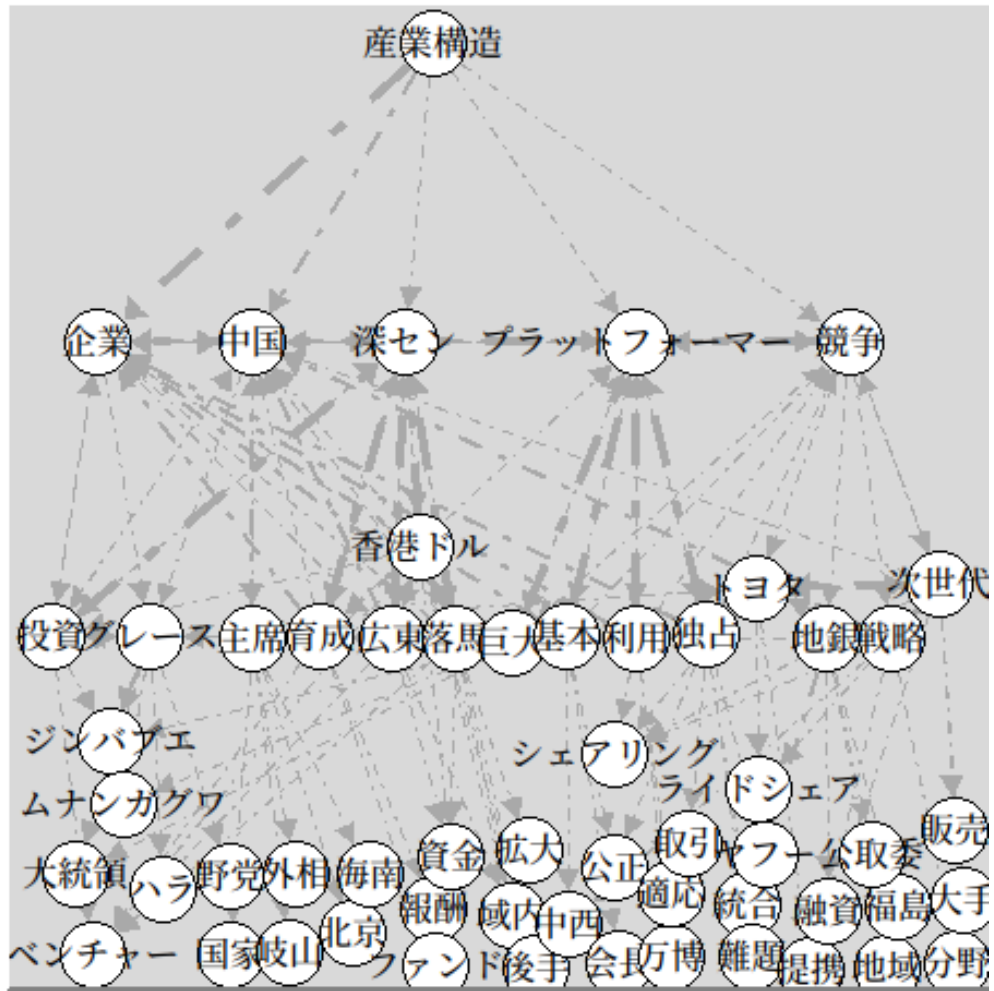 産業構造
企業
中国
深セン
プラットフォーマー
競争
香港ドル
トヨタ
次世代
投資
グレース
主席
育成
広東
落馬
巨大
基本
利用
独占
地銀
戦略
ジンバブエ
シェアリング
ムナンガグワ
ライドシェア
大統領
ハラ
野党
外相
海南
資金
拡大
公正
取引
ヤフー
公取委
販売
北京
報酬
域内
中西
適応
統合
融資
福島
大手
ベンチャー
国家
岐山
ファンド
後手
会長
万博
難題
提携
地域
分野